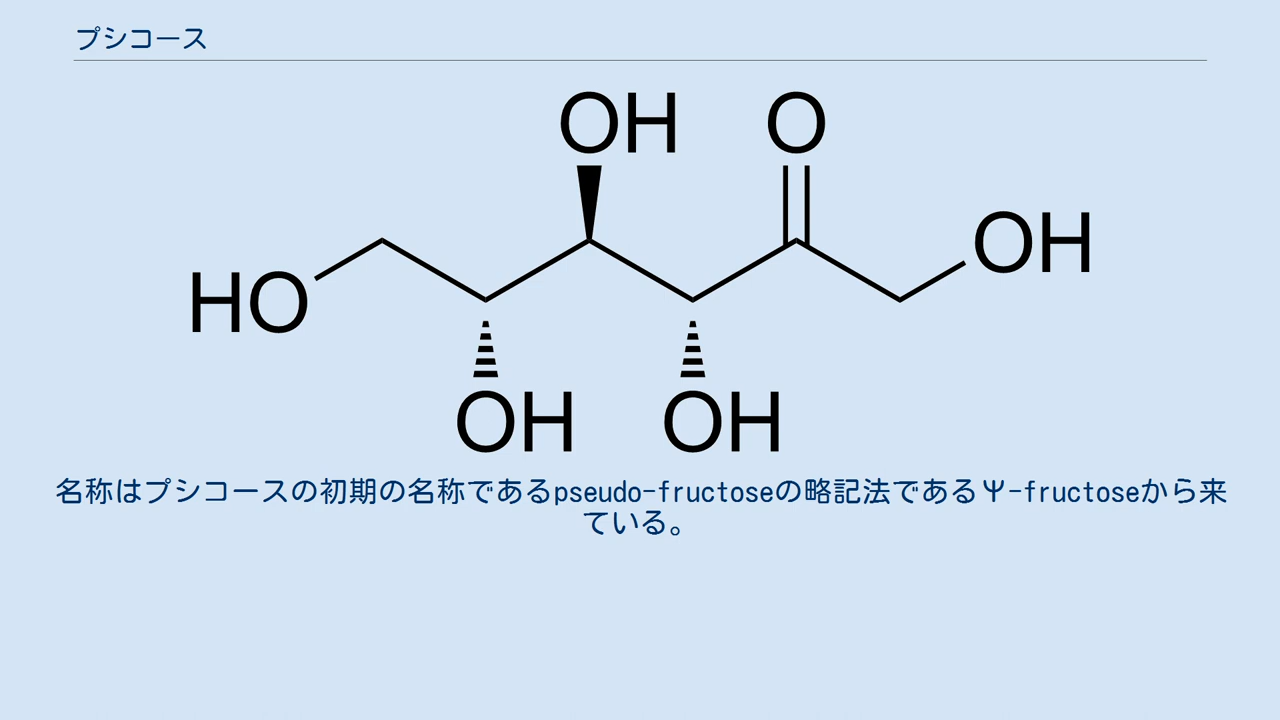 プシコース
OH
O
OH
HO
OH
OH
名称はプシコースの初期の名称であるpseudo-fructoseの略記法であるΨ-fructoseから来
ている。